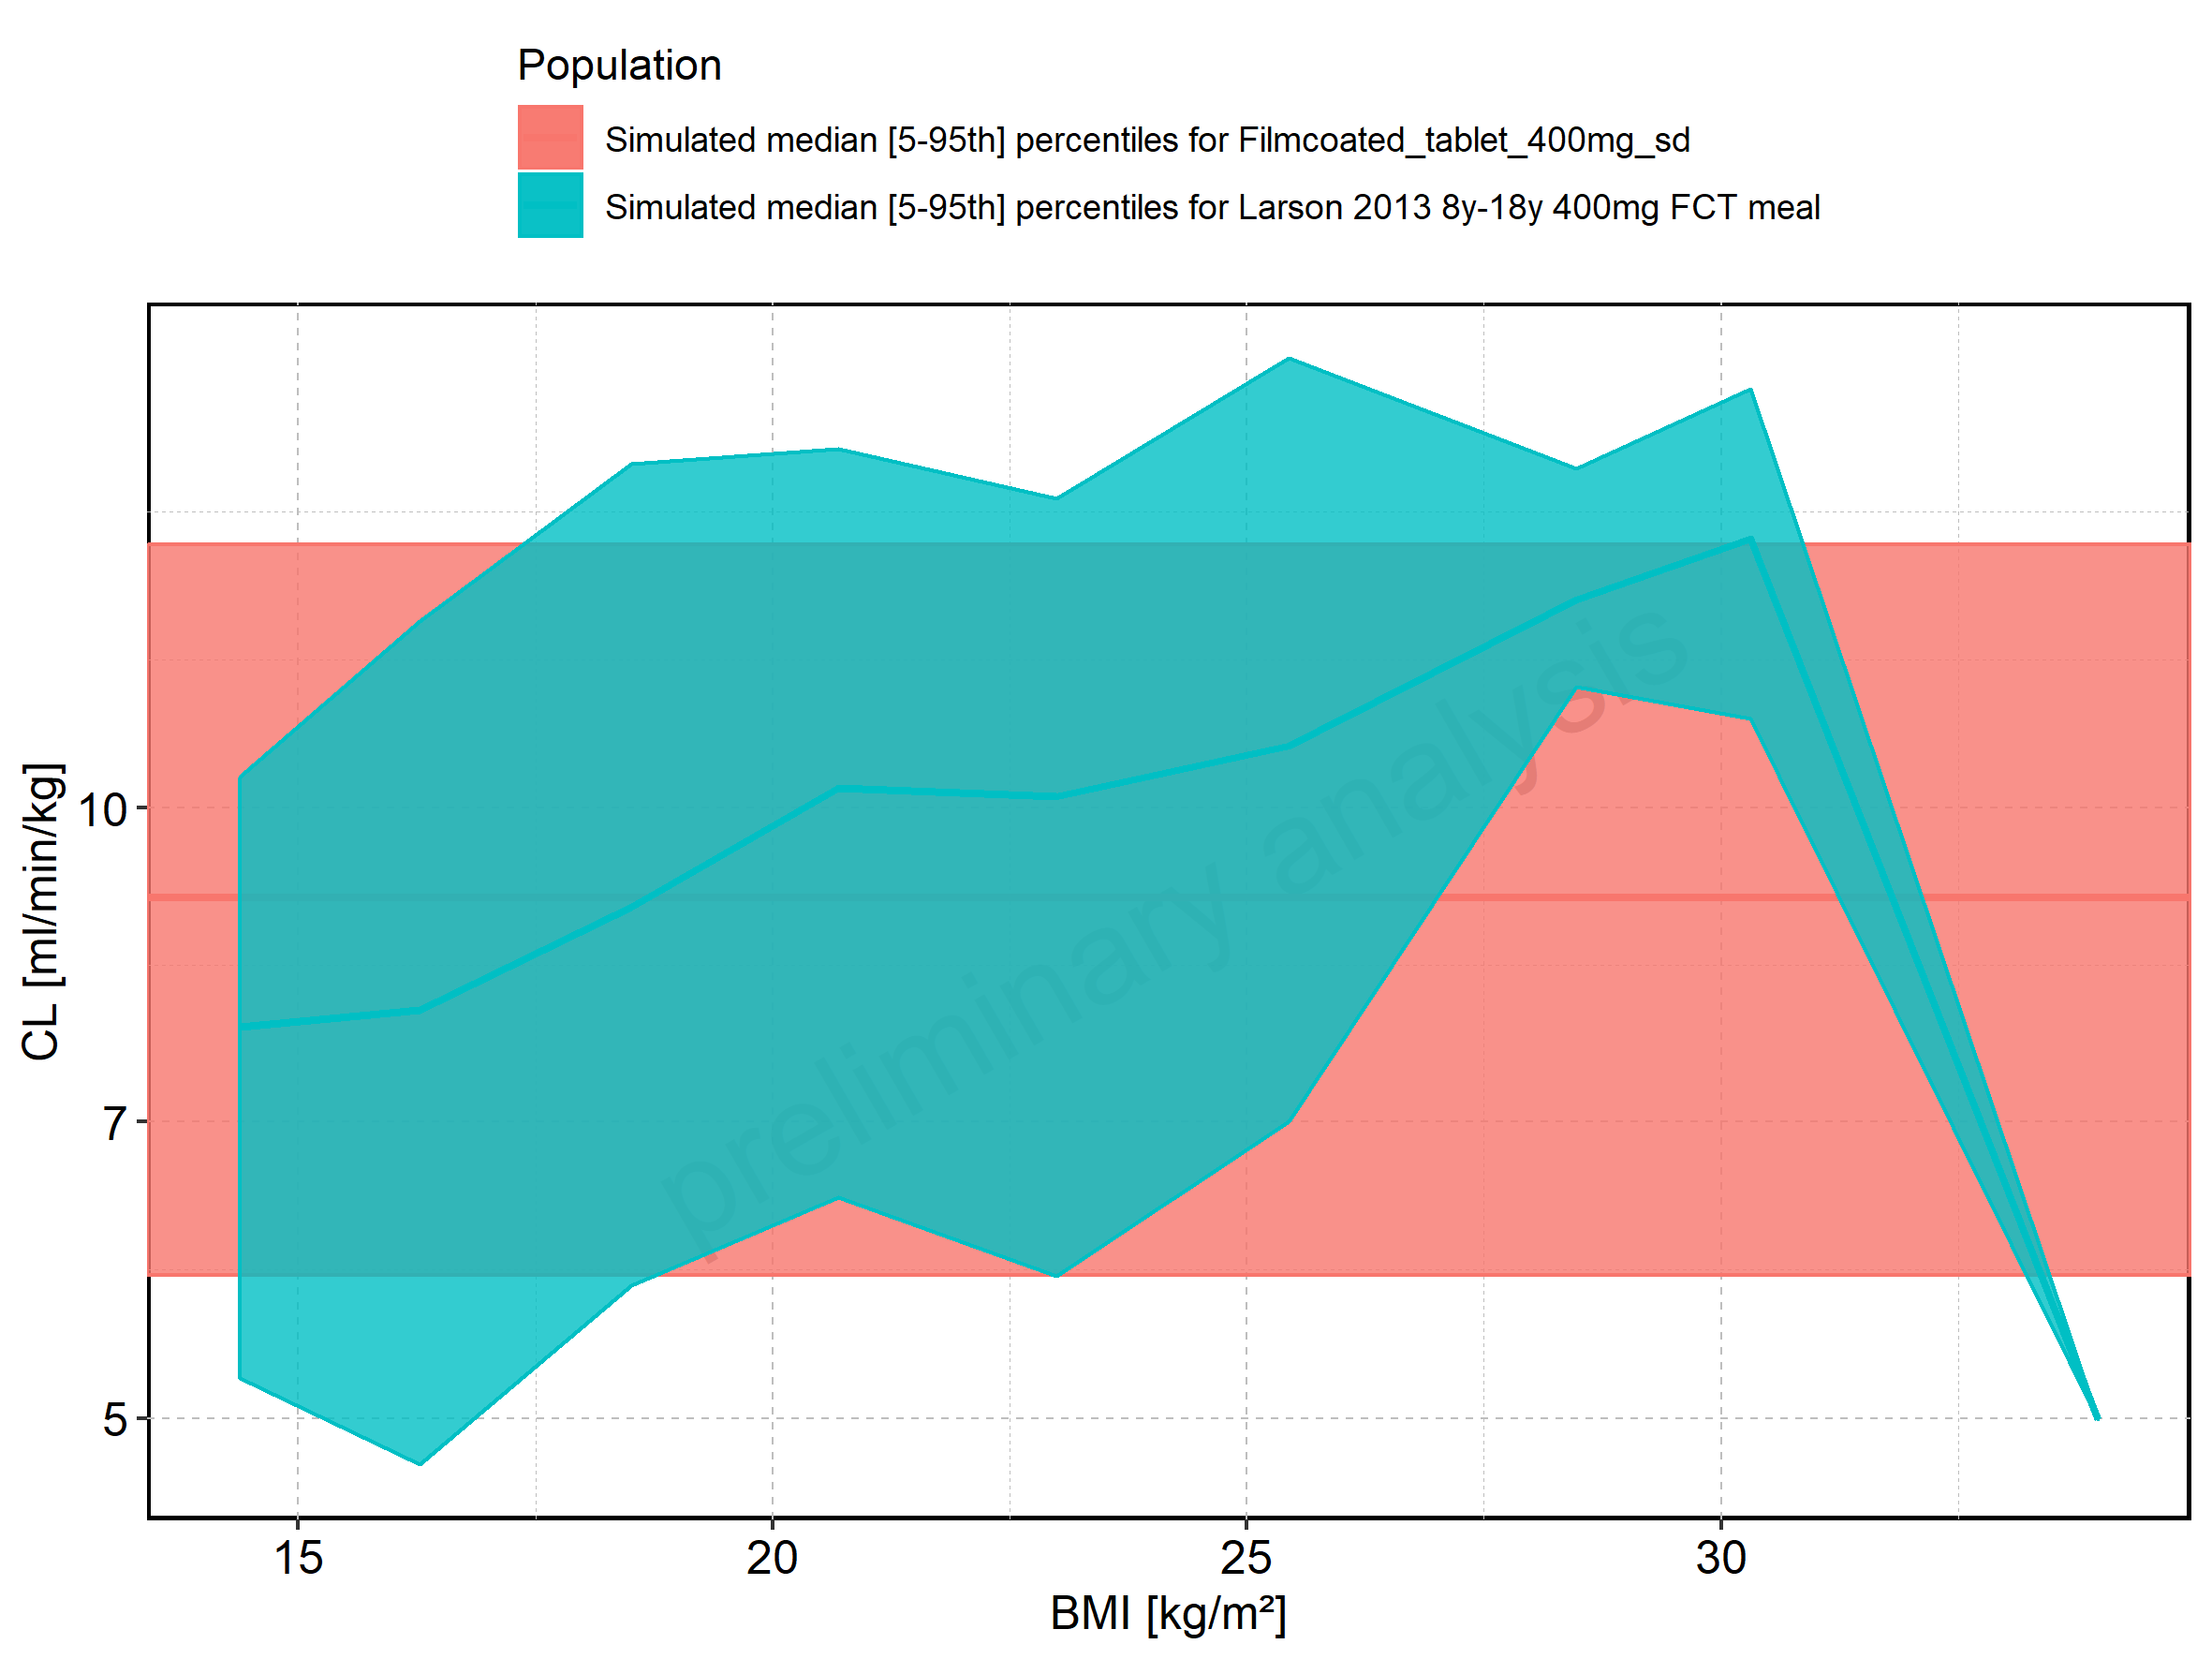 Population
Simulated median [5-95th] percentiles for Filmcoated_tablet_400mg_sd
Simulated median [5-95th] percentiles for Larson 2013 8y-18y 400mg FCT meal
CL [ml/min/kg]
10
7
5
preliminary analysis
15 20 25 30
BMI [kg/m²]